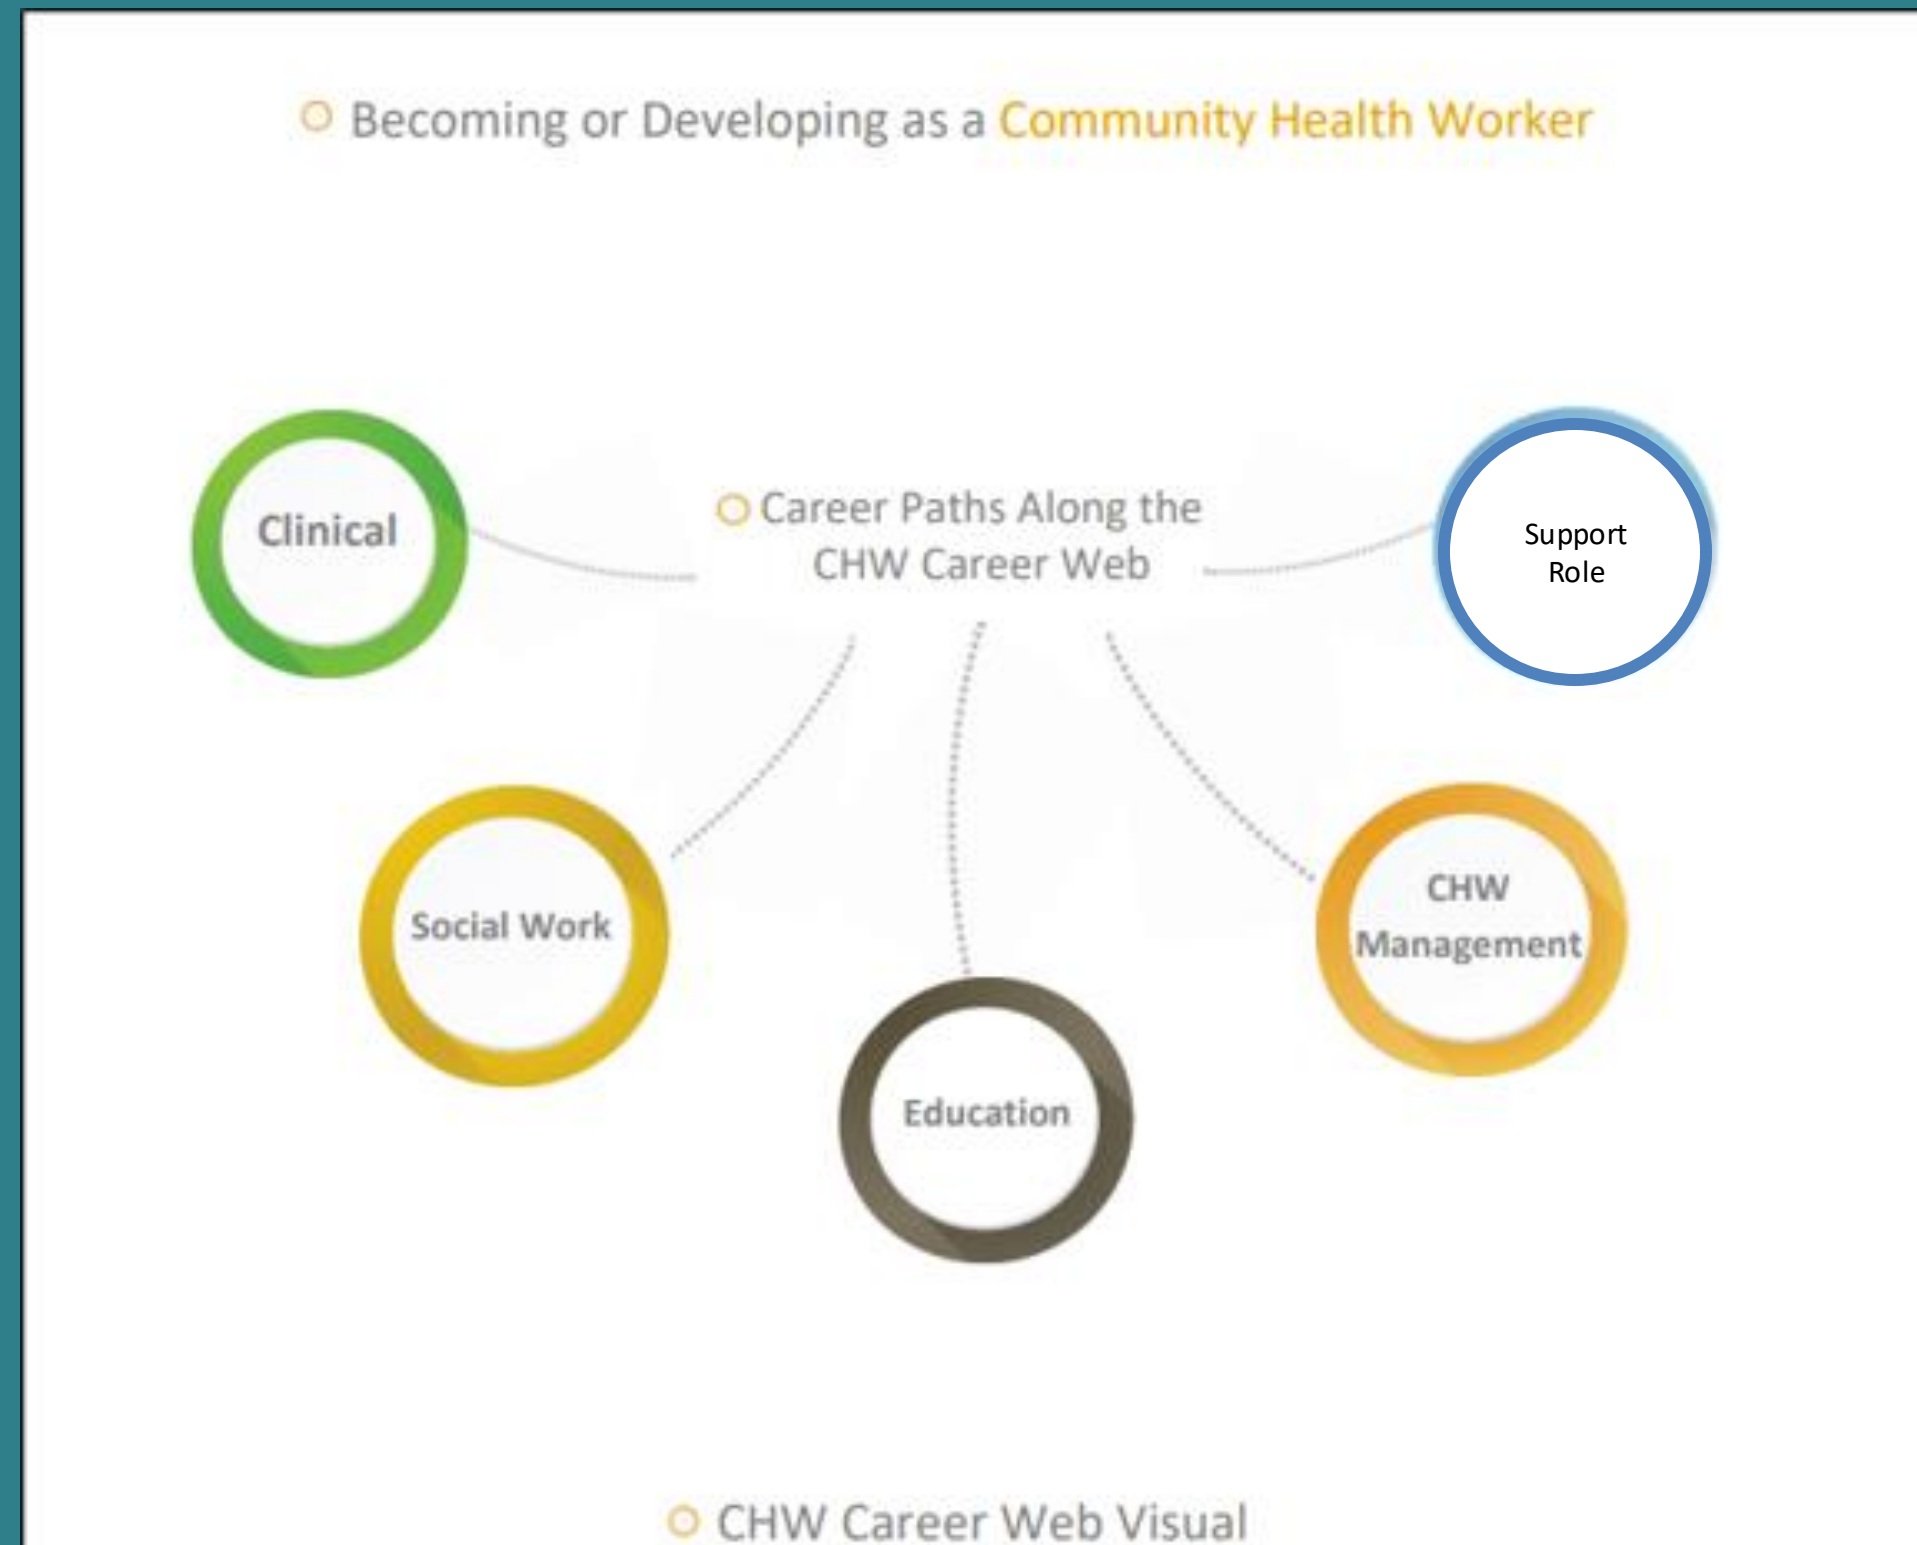 Becoming or Developing as a Community Health Worker
Career Paths Along the
CHW Career Web
Clinical
Support
Role
Social Work
CHW
Management
Education
CHW Career Web Visual